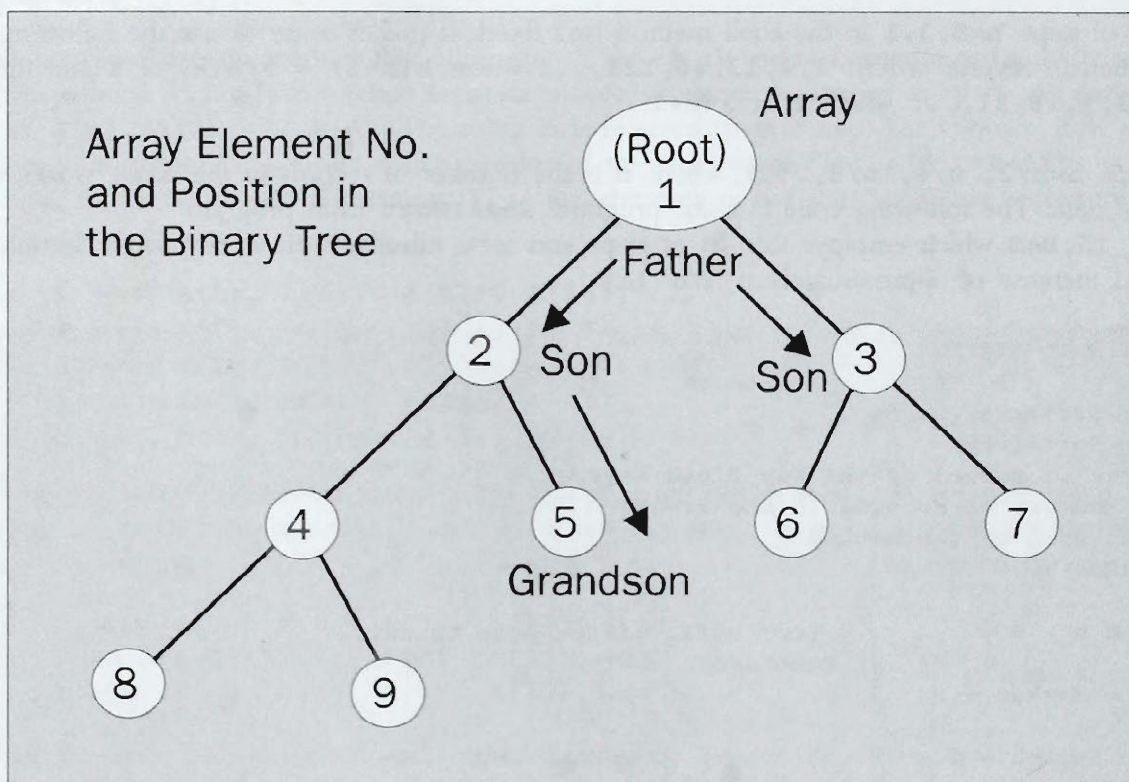 Array Element No.
and Position in
the Binary Tree
Array
(Root)
1
Father
2
Son
Son
3
4
5
6
7
Grandson
8
9